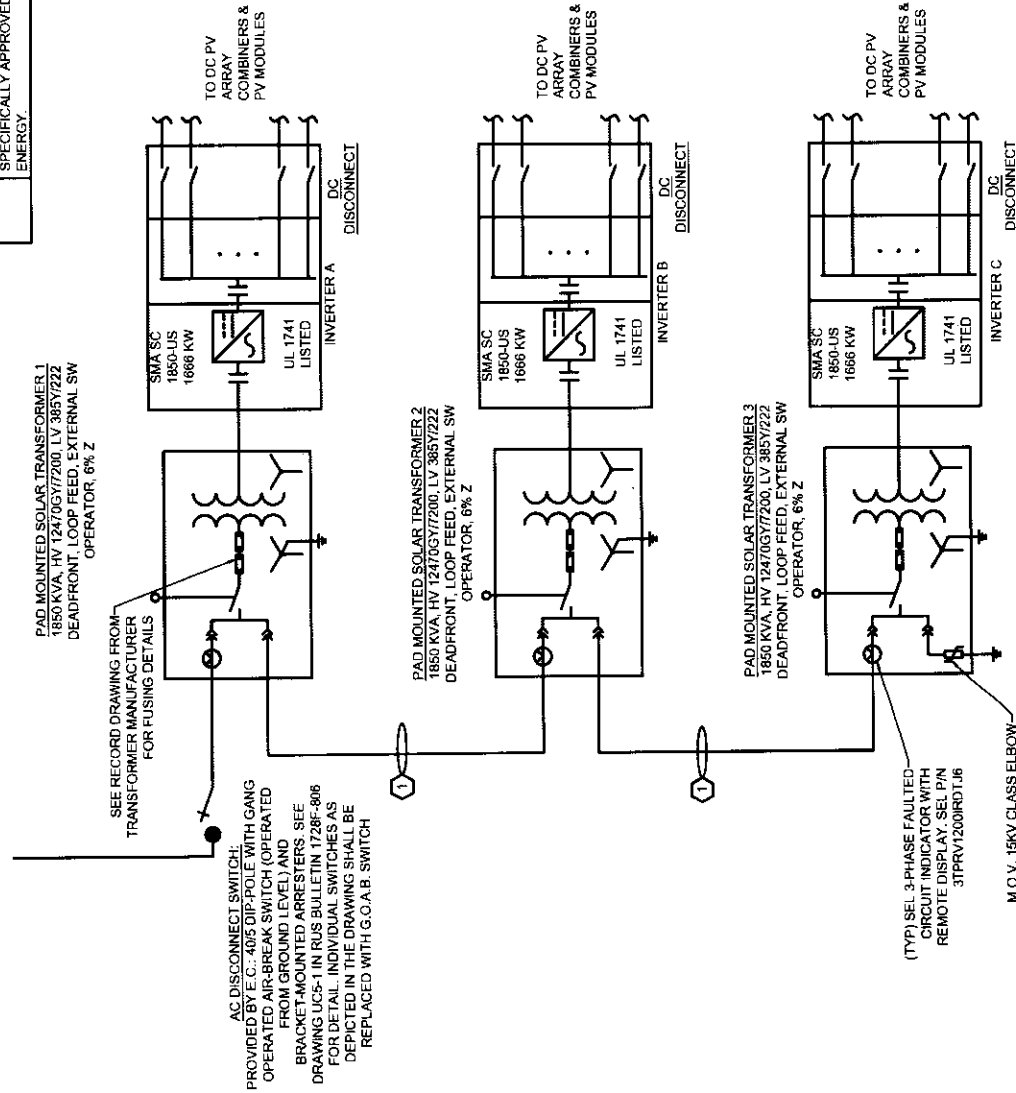 SPECIFICALLY APPROVED
ENERGY.
PAD MOUNTED SOLAR TRANSFORMER 1
1850 KVA, HV 12470GY/7200, LV 385Y/222
DEADFRONT, LOOP FEED, EXTERNAL SW
OPERATOR, 6% Z
SEE RECORD DRAWING FROM
TRANSFORMER MANUFACTURER
FOR FUSING DETAILS
SMA SC
1850-US
1666 KW
UL 1741
LISTED
INVERTER A
DC
DISCONNECT
TO DC PV
ARRAY
COMBINERS &
PV MODULES
AC DISCONNECT SWITCH:
PROVIDED BY E.C.: 40/5 DIP-POLE WITH GANG
OPERATED AIR-BREAK SWITCH (OPERATED
FROM GROUND LEVEL) AND
BRACKET-MOUNTED ARRESTERS. SEE
DRAWING UC5-1 IN RUS BULLETIN 1728F-806
FOR DETAIL. INDIVIDUAL SWITCHES AS
DEPICTED IN THE DRAWING SHALL BE
REPLACED WITH G.O.A.B. SWITCH
1
PAD MOUNTED SOLAR TRANSFORMER 2
1850 KVA, HV 12470GY/7200, LV 385Y/222
DEADFRONT, LOOP FEED, EXTERNAL SW
OPERATOR, 6% Z
SMA SC
1850-US
1666 KW
UL 1741
LISTED
INVERTER B
DC
DISCONNECT
TO DC PV
ARRAY
COMBINERS &
PV MODULES
1
PAD MOUNTED SOLAR TRANSFORMER 3
1850 KVA, HV 12470GY/7200, LV 385Y/222
DEADFRONT, LOOP FEED, EXTERNAL SW
OPERATOR, 6% Z
SMA SC
1850-US
1666 KW
UL 1741
LISTED
INVERTER C
DC
DISCONNECT
TO DC PV
ARRAY
COMBINERS &
PV MODULES
(TYP) SEL 3-PHASE FAULTED
CIRCUIT INDICATOR WITH
REMOTE DISPLAY. SEL P/N
3TPRV1200IRDTJ6
M.O.V. 15KV CLASS ELBOW